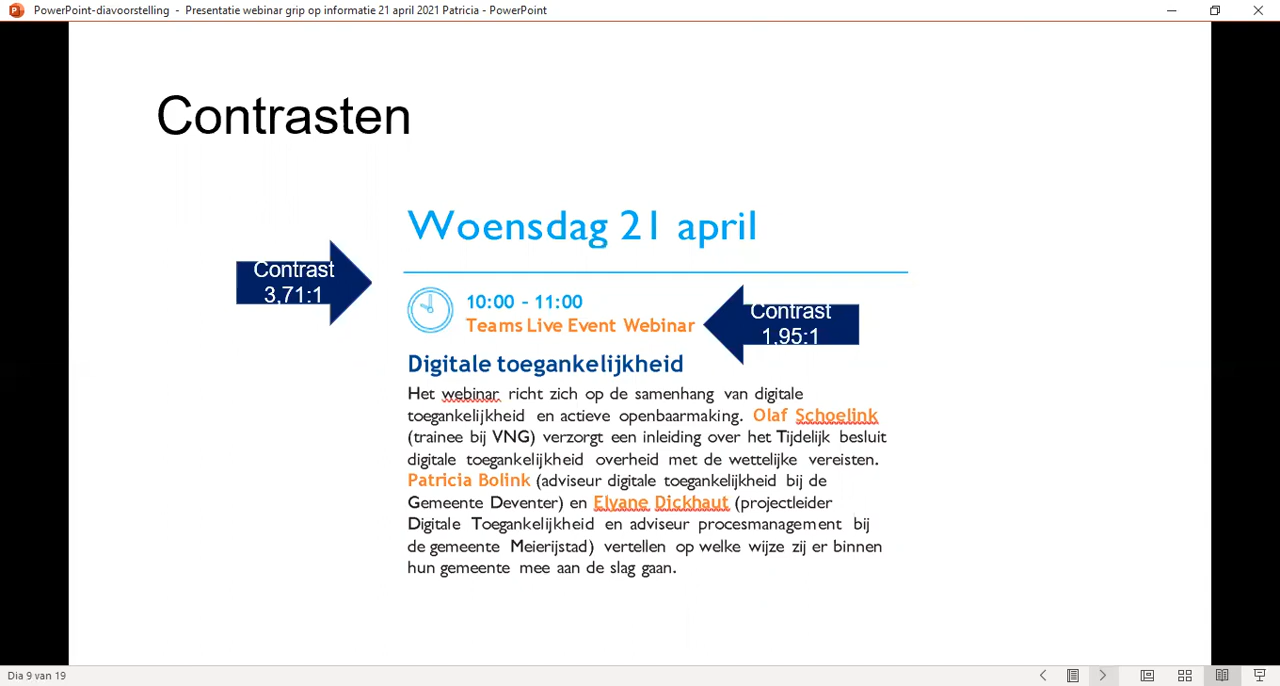 PowerPoint-diavoorstelling - Presentatie webinar grip op informatie 21 april 2021 Patricia - PowerPoint
Contrasten
Woensdag 21 april
Contrast
3,71:1
10:00 - 11:00
Teams Live Event Webinar
Contrast
1,95:1
Digitale toegankelijkheid
Het webinar richt zich op de samenhang van digitale
toegankelijkheid en actieve openbaarmaking. Olaf Schoelink
(trainee bij VNG) verzorgt een inleiding over het Tijdelijk besluit
digitale toegankelijkheid overheid met de wettelijke vereisten.
Patricia Bolink (adviseur digitale toegankelijkheid bij de
Gemeente Deventer) en Elvane Dickhaut (projectleider
Digitale Toegankelijkheid en adviseur procesmanagement bij
de gemeente Meierijstad) vertellen op welke wijze zij er binnen
hun gemeente mee aan de slag gaan.
Dia 9 van 19